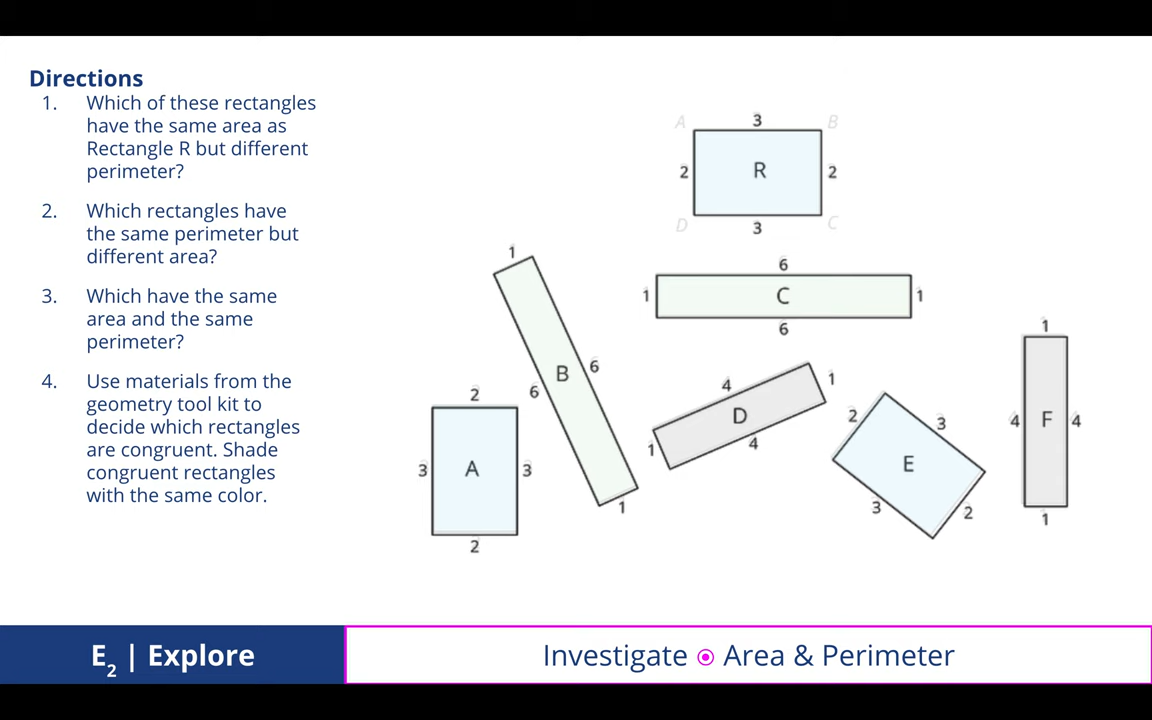 Directions
1. Which of these rectangles
have the same area as
Rectangle R but different
perimeter?
2. Which rectangles have
the same perimeter but
different area?
3. Which have the same
area and the same
perimeter?
4. Use materials from the
geometry tool kit to
decide which rectangles
are congruent. Shade
congruent rectangles
with the same color.
A 3 B
2 R 2
D 3 C
1
6
1 C 1
6
6 B 6
1
2
3 A 3
2
4 1
D
1 4
2 3
E
3 2
1
4 F 4
1
E2 | Explore
Investigate ⦿ Area & Perimeter